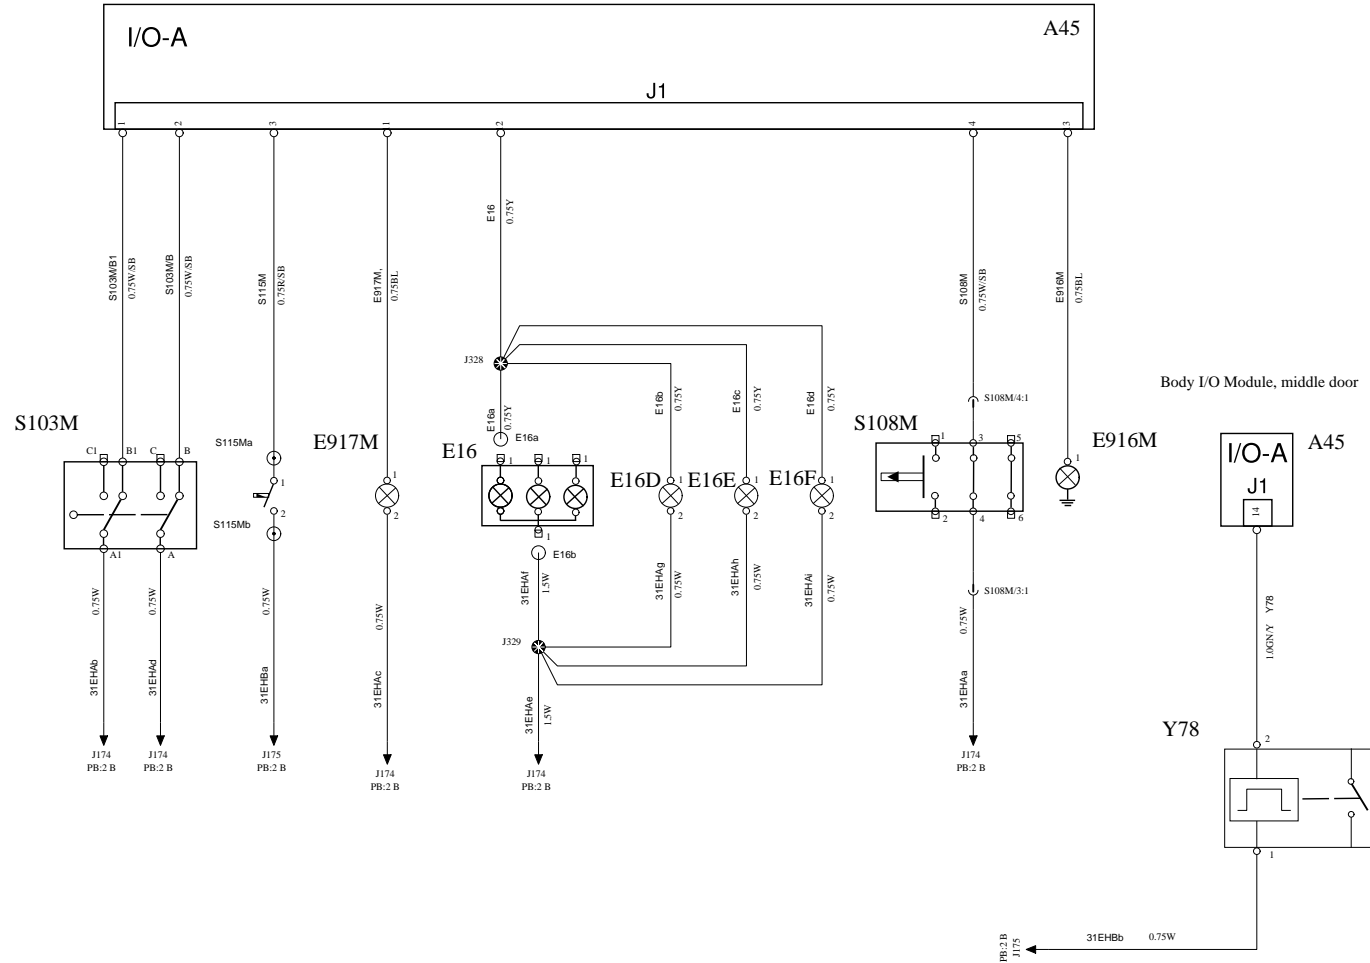 I/O-A
A45
J1
1
2
3
1
2
4
3
S103M/B1
0.75W/SB
S103M/B
0.75W/SB
S115M
0.75R/SB
E917M,
0.75BL
E16
0.75Y
S108M
0.75W/SB
E916M
0.75BL
J328
E16a
0.75Y
E16b
0.75Y
E16c
0.75Y
E16d
0.75Y
S108M/4:1
Body I/O Module, middle door
S103M
C1
B1
C
B
A1
A
S115Ma
1
2
S115Mb
E917M
1
2
E16a
E16
1
1
1
1
E16b
E16D
1
2
E16E
1
2
E16F
1
2
S108M
1
3
5
2
4
6
E916M
1
I/O-A
A45
J1
14
0.75W
0.75W
0.75W
0.75W
31EHAf
1.5W
31EHAg
0.75W
31EHAh
0.75W
31EHAi
0.75W
S108M/3:1
0.75W
1.0GN/Y
Y78
J329
31EHAb
31EHAd
31EHBa
31EHAc
31EHAe
1.5W
31EHAa
J174
PB:2 B
J174
PB:2 B
J175
PB:2 B
J174
PB:2 B
J174
PB:2 B
J174
PB:2 B
Y78
2
1
PB:2 B
J175
31EHBb
0.75W